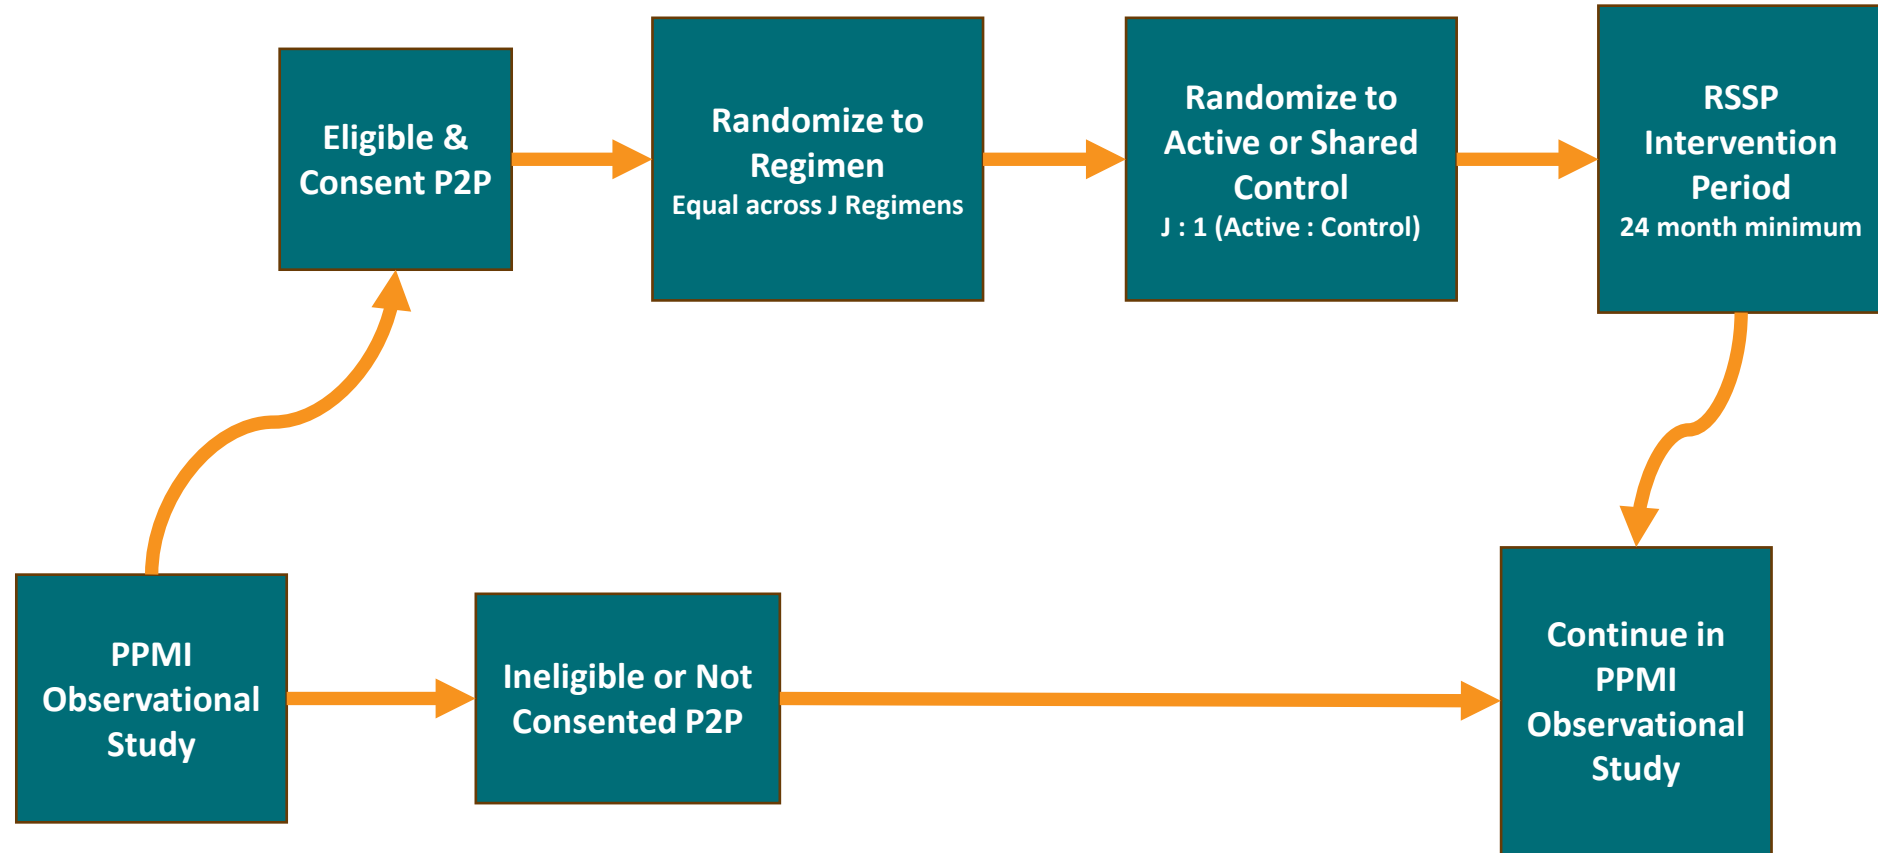 Eligible &
Consent P2P
Randomize to
Regimen
Equal across J Regimens
Randomize to
Active or Shared
Control
J : 1 (Active : Control)
RSSP
Intervention
Period
24 month minimum
PPMI
Observational
Study
Ineligible or Not
Consented P2P
Continue in
PPMI
Observational
Study